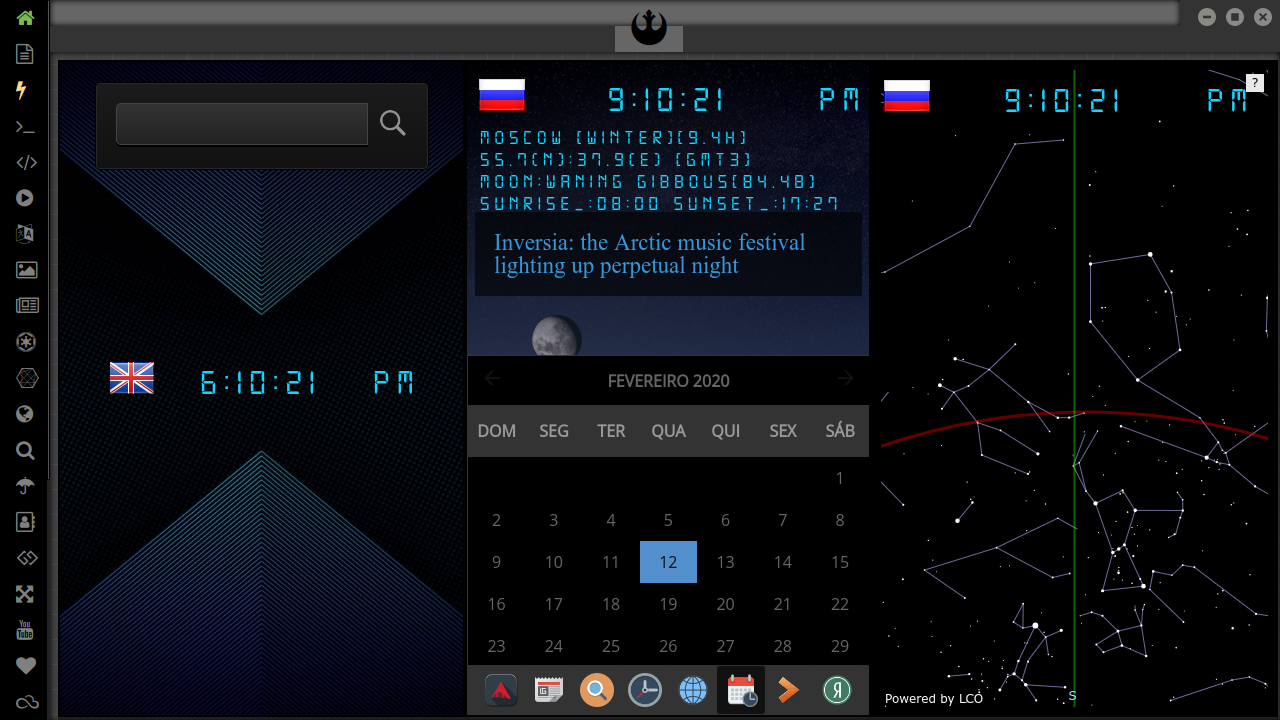 9:10:21 PM
9:10:21 PM
?
MOSCOW [WINTER][9.4H]
55.7[N]:37.9[E] [GMT3]
MOON:WANING GIBBOUS[84.48]
SUNRISE_:08:00 SUNSET_:17:27
Inversia: the Arctic music festival
lighting up perpetual night
6:10:21 PM
FEVEREIRO 2020
DOM SEG TER QUA QUI SEX SÁB
1
2 3 4 5 6 7 8
9 10 11 12 13 14 15
16 17 18 19 20 21 22
23 24 25 26 27 28 29
You
Tube
Я
Powered by LCO
S